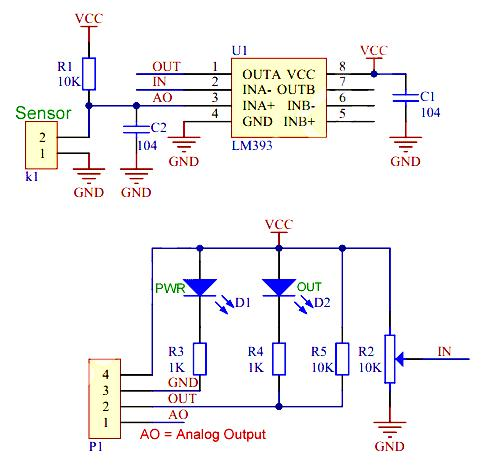 VCC
R1
10K
Sensor
2
1
k1
GND
OUT
IN
AO
C2
104
GND
GND
U1
1
2
3
4
OUTA VCC
INA- OUTB
INA+ INB-
GND INB+
8
7
6
5
LM393
VCC
C1
104
GND
VCC
PWR
D1
OUT
D2
R3
1K
R4
1K
R5
10K
R2
10K
IN
4
3
2
1
GND
OUT
AO
P1
AO = Analog Output
GND